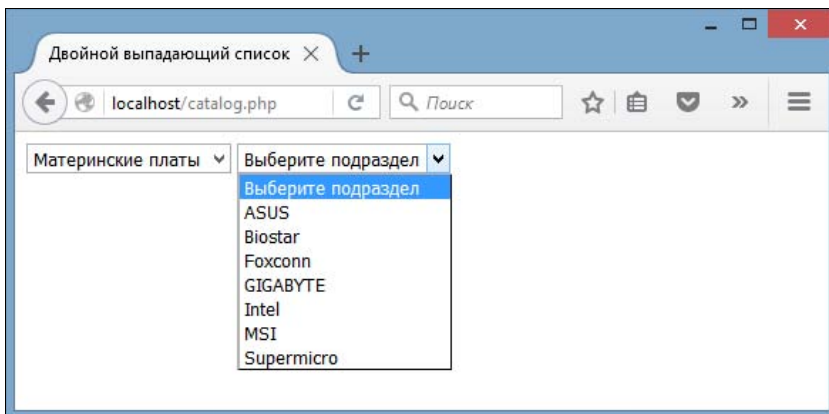 Двойной выпадающий список
localhost/catalog.php
Поиск
Материнские платы
Выберите подраздел
Выберите подраздел
ASUS
Biostar
Foxconn
GIGABYTE
Intel
MSI
Supermicro